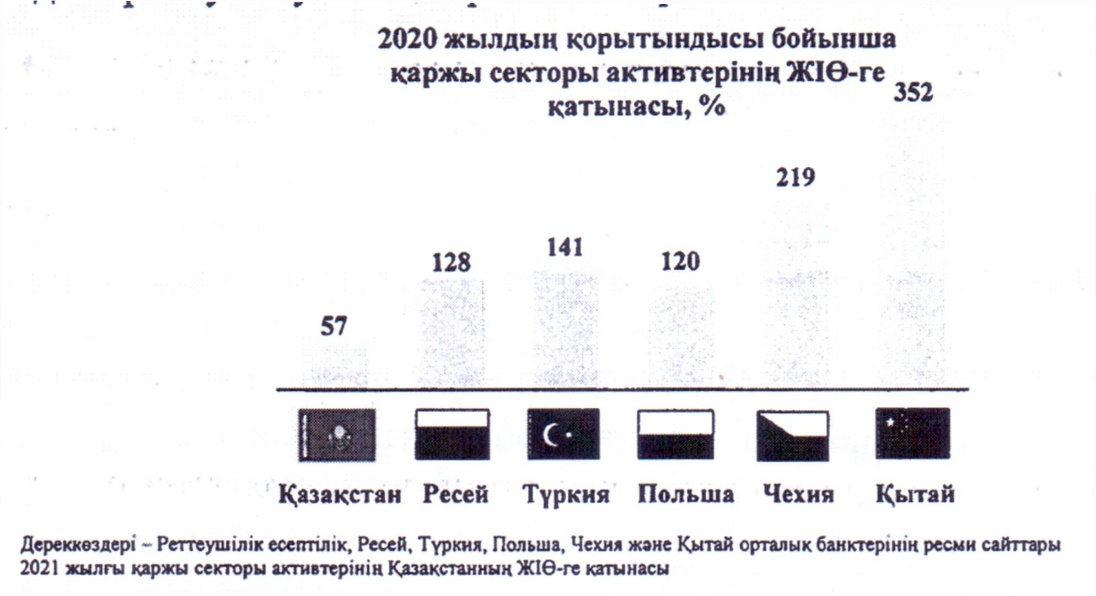 2020 жылдың қорытындысы бойынша
қаржы секторы активтерінің ЖІӨ-ге
қатынасы, %
352
219
141
128
120
57
Қазақстан Ресей Түркия Польша Чехия Қытай
Дереккөздері – Реттеушілік есептілік, Ресей, Түркия, Польша, Чехия және Қытай орталық банктерінің ресми сайттары
2021 жылғы қаржы секторы активтерінің Қазақстанның ЖІӨ-ге қатынасы